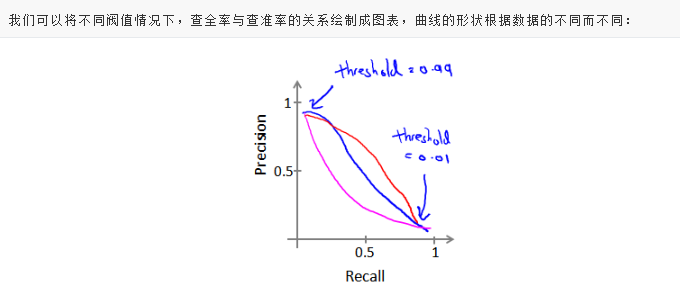 我们可以将不同阀值情况下，查全率与查准率的关系绘制成图表，曲线的形状根据数据的不同而不同：
threshold = 0.99
1
threshold
= 0.01
Precision
0.5
0.5
1
Recall